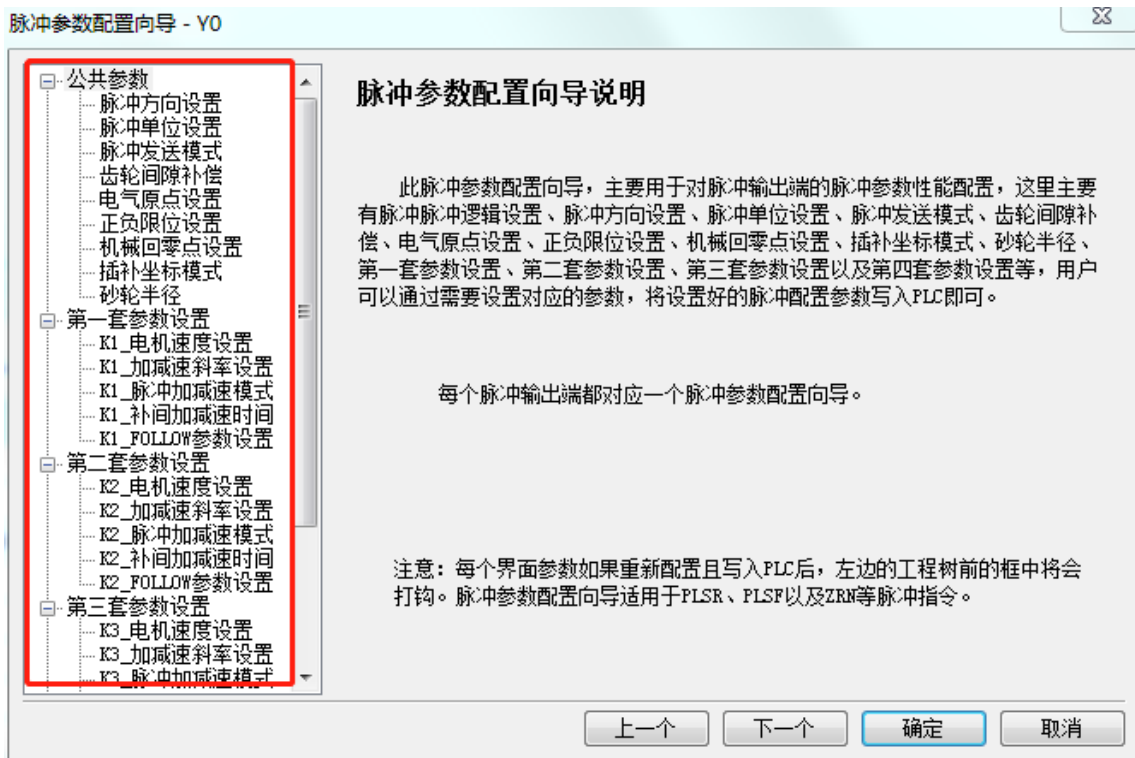 脉冲参数配置向导 - Y0
公共参数
脉冲方向设置
脉冲单位设置
脉冲发送模式
齿轮间隙补偿
电气原点设置
正负限位设置
机械回零点设置
插补坐标模式
砂轮半径
第一套参数设置
K1_电机速度设置
K1_加减速斜率设置
K1_脉冲加减速模式
K1_补间加减速时间
K1_FOLLOW参数设置
第二套参数设置
K2_电机速度设置
K2_加减速斜率设置
K2_脉冲加减速模式
K2_补间加减速时间
K2_FOLLOW参数设置
第三套参数设置
K3_电机速度设置
K3_加减速斜率设置
K3_脉冲加减速模式
脉冲参数配置向导说明
此脉冲参数配置向导，主要用于对脉冲输出端的脉冲参数性能配置，这里主要
有脉冲脉冲逻辑设置、脉冲方向设置、脉冲单位设置、脉冲发送模式、齿轮间隙补
偿、电气原点设置、正负限位设置、机械回零点设置、插补坐标模式、砂轮半径、
第一套参数设置、第二套参数设置、第三套参数设置以及第四套参数设置等，用户
可以通过需要设置对应的参数，将设置好的脉冲配置参数写入PLC即可。
每个脉冲输出端都对应一个脉冲参数配置向导。
注意：每个界面参数如果重新配置且写入PLC后，左边的工程树前的框中将会
打钩。脉冲参数配置向导适用于PLSR、PLSF以及ZRN等脉冲指令。
上一个
下一个
确定
取消